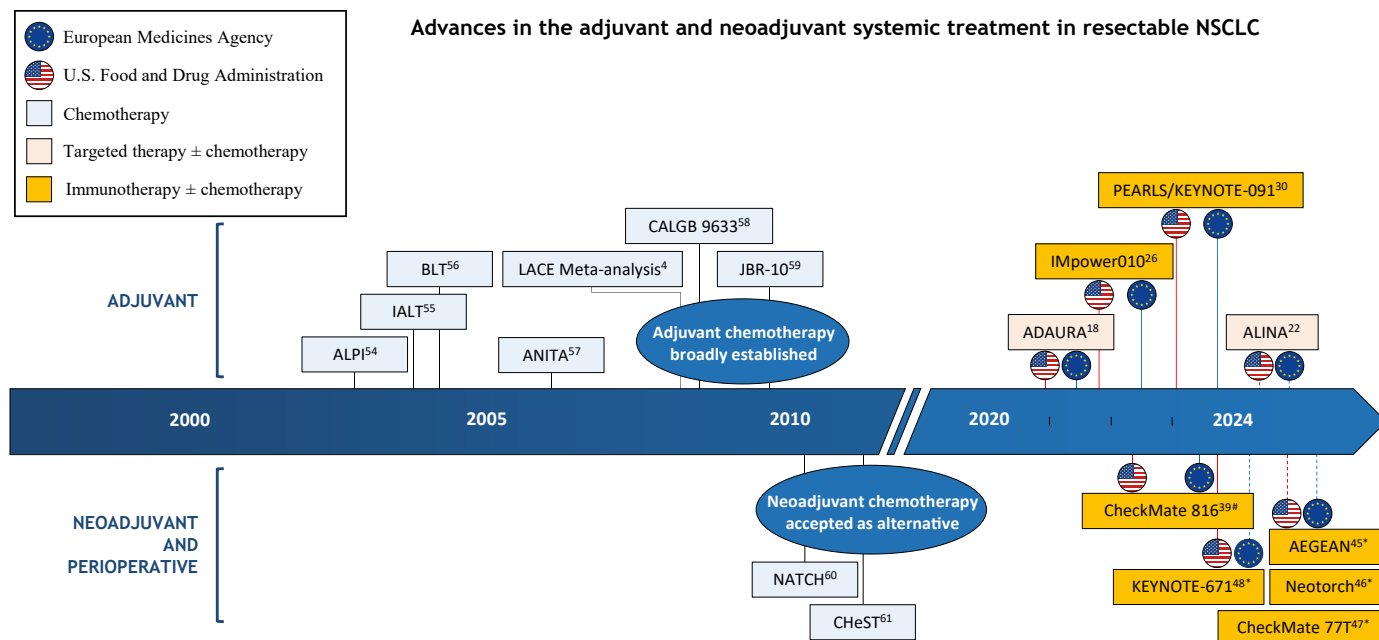 Advances in the adjuvant and neoadjuvant systemic treatment in resectable NSCLC
European Medicines Agency
U.S. Food and Drug Administration
Chemotherapy
Targeted therapy ± chemotherapy
Immunotherapy ± chemotherapy
PEARLS/KEYNOTE-091³⁰
CALGB 9633⁵⁸
BLT⁵⁶
LACE Meta-analysis⁴
JBR-10⁵⁹
IMpower010²⁶
ADJUVANT
IALT⁵⁵
ALPI⁵⁴
ANITA⁵⁷
Adjuvant chemotherapy
broadly established
ADAURA¹⁸
ALINA²²
2000
2005
2010
2020
2024
NEOADJUVANT
AND
PERIOPERATIVE
Neoadjuvant chemotherapy
accepted as alternative
CheckMate 816³⁹#
AEGEAN⁴⁵*
NATCH⁶⁰
KEYNOTE-671⁴⁸*
Neotorch⁴⁶*
CHeST⁶¹
CheckMate 77T⁴⁷*